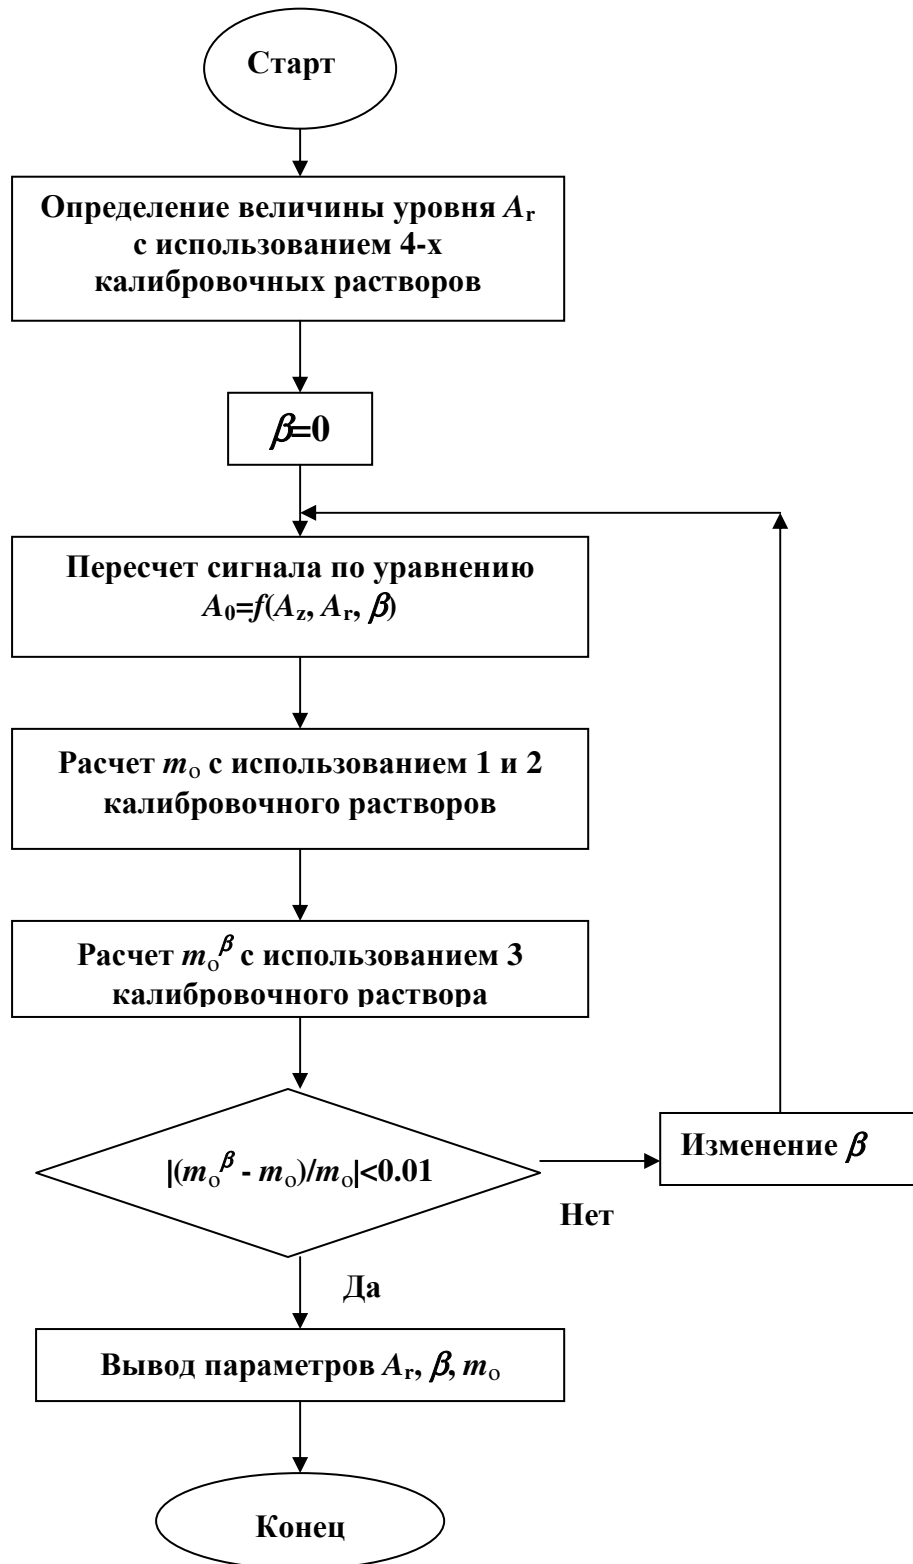 Старт
Определение величины уровня Aᵣ
с использованием 4-х
калибровочных растворов
β=0
Пересчет сигнала по уравнению
A₀=f(A_z, Aᵣ, β)
Расчет mₒ с использованием 1 и 2
калибровочного растворов
Расчет mₒᵝ с использованием 3
калибровочного раствора
|(mₒᵝ - mₒ)/mₒ|<0.01
Изменение β
Нет
Да
Вывод параметров Aᵣ, β, mₒ
Конец